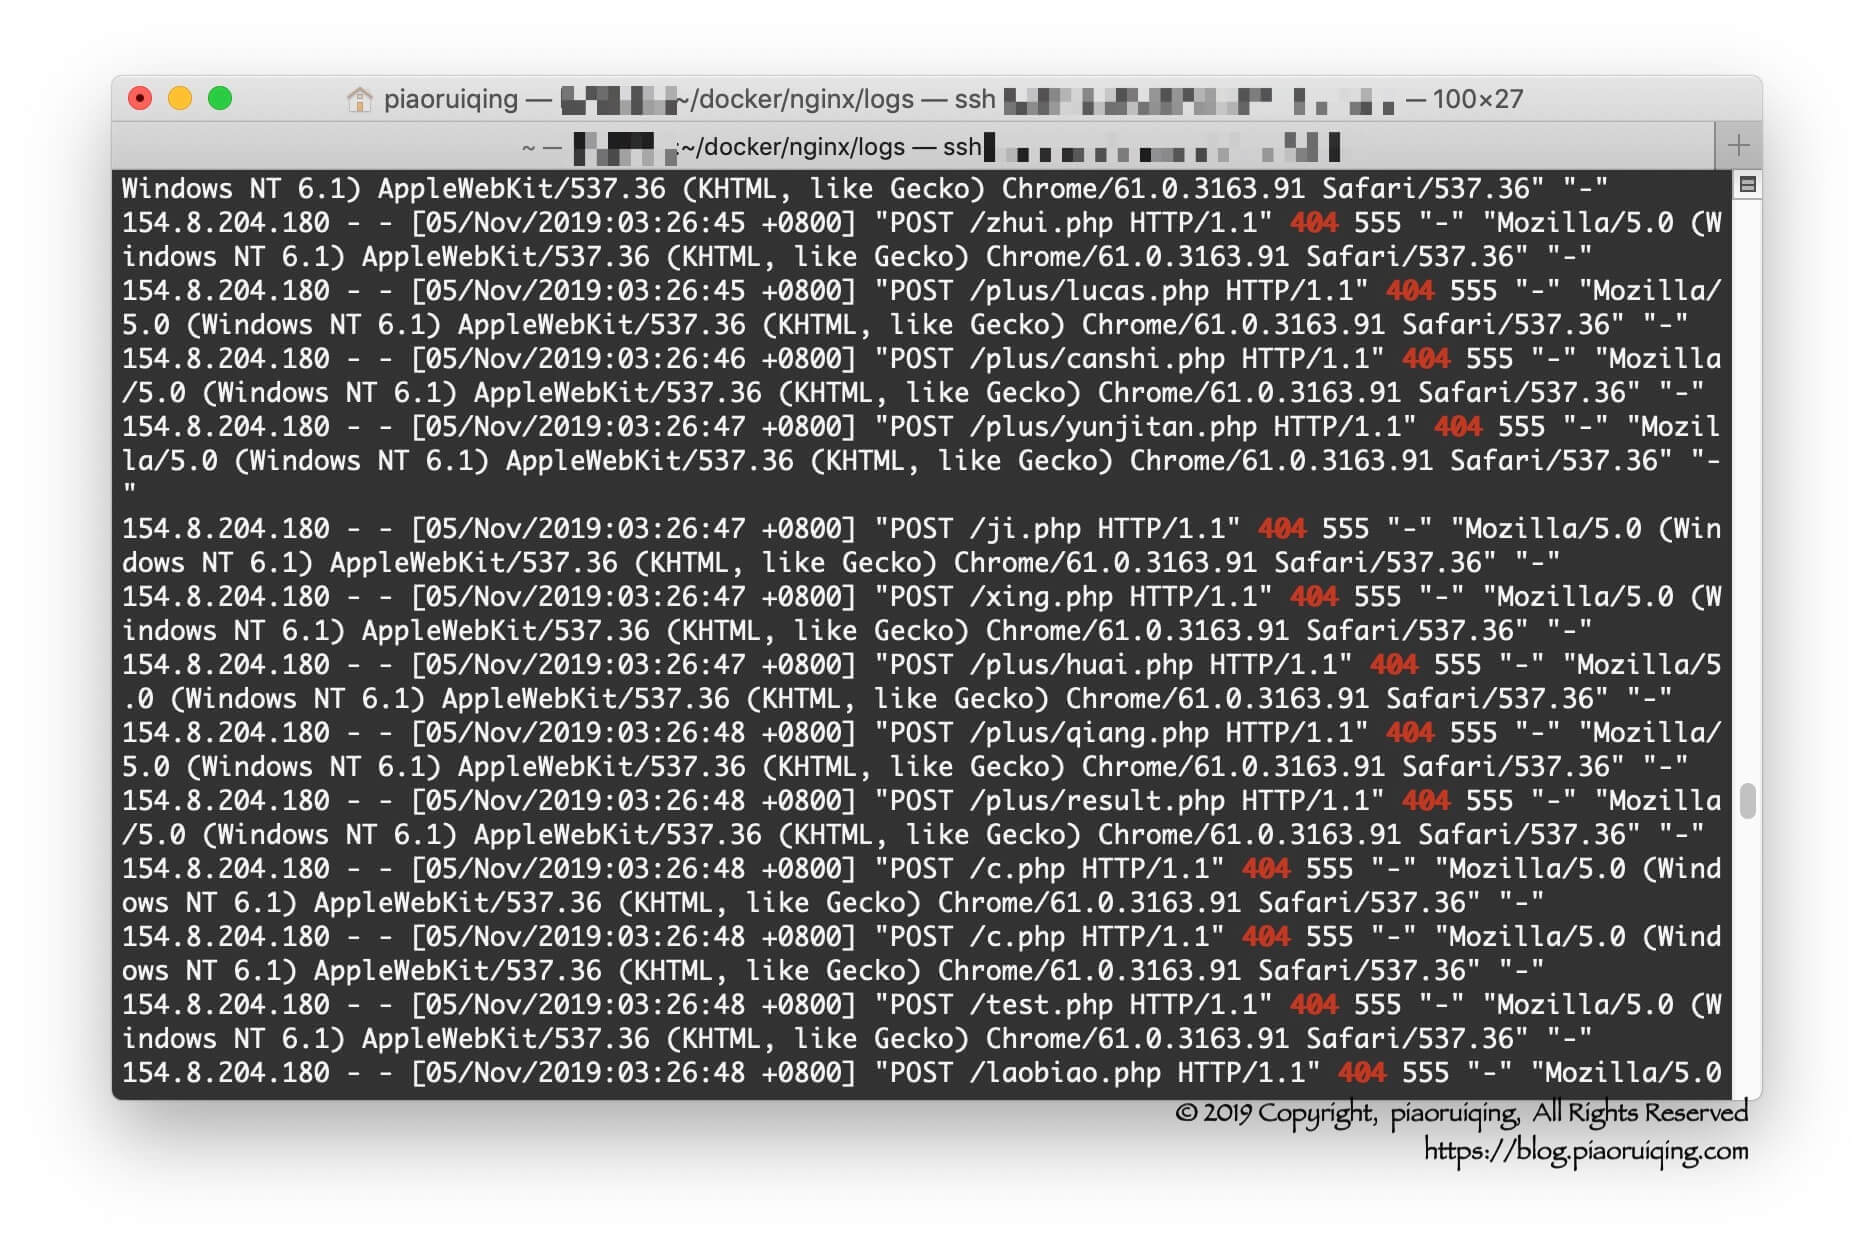 piaoruiqing — ~/docker/nginx/logs — ssh — 100×27
~ — :~/docker/nginx/logs — ssh
Windows NT 6.1) AppleWebKit/537.36 (KHTML, like Gecko) Chrome/61.0.3163.91 Safari/537.36" "-"
154.8.204.180 - - [05/Nov/2019:03:26:45 +0800] "POST /zhui.php HTTP/1.1" 404 555 "-" "Mozilla/5.0 (W
indows NT 6.1) AppleWebKit/537.36 (KHTML, like Gecko) Chrome/61.0.3163.91 Safari/537.36" "-"
154.8.204.180 - - [05/Nov/2019:03:26:45 +0800] "POST /plus/lucas.php HTTP/1.1" 404 555 "-" "Mozilla/
5.0 (Windows NT 6.1) AppleWebKit/537.36 (KHTML, like Gecko) Chrome/61.0.3163.91 Safari/537.36" "-"
154.8.204.180 - - [05/Nov/2019:03:26:46 +0800] "POST /plus/canshi.php HTTP/1.1" 404 555 "-" "Mozilla
/5.0 (Windows NT 6.1) AppleWebKit/537.36 (KHTML, like Gecko) Chrome/61.0.3163.91 Safari/537.36" "-"
154.8.204.180 - - [05/Nov/2019:03:26:47 +0800] "POST /plus/yunjitan.php HTTP/1.1" 404 555 "-" "Mozil
la/5.0 (Windows NT 6.1) AppleWebKit/537.36 (KHTML, like Gecko) Chrome/61.0.3163.91 Safari/537.36" "-
"
154.8.204.180 - - [05/Nov/2019:03:26:47 +0800] "POST /ji.php HTTP/1.1" 404 555 "-" "Mozilla/5.0 (Win
dows NT 6.1) AppleWebKit/537.36 (KHTML, like Gecko) Chrome/61.0.3163.91 Safari/537.36" "-"
154.8.204.180 - - [05/Nov/2019:03:26:47 +0800] "POST /xing.php HTTP/1.1" 404 555 "-" "Mozilla/5.0 (W
indows NT 6.1) AppleWebKit/537.36 (KHTML, like Gecko) Chrome/61.0.3163.91 Safari/537.36" "-"
154.8.204.180 - - [05/Nov/2019:03:26:47 +0800] "POST /plus/huai.php HTTP/1.1" 404 555 "-" "Mozilla/5
.0 (Windows NT 6.1) AppleWebKit/537.36 (KHTML, like Gecko) Chrome/61.0.3163.91 Safari/537.36" "-"
154.8.204.180 - - [05/Nov/2019:03:26:48 +0800] "POST /plus/qiang.php HTTP/1.1" 404 555 "-" "Mozilla/
5.0 (Windows NT 6.1) AppleWebKit/537.36 (KHTML, like Gecko) Chrome/61.0.3163.91 Safari/537.36" "-"
154.8.204.180 - - [05/Nov/2019:03:26:48 +0800] "POST /plus/result.php HTTP/1.1" 404 555 "-" "Mozilla
/5.0 (Windows NT 6.1) AppleWebKit/537.36 (KHTML, like Gecko) Chrome/61.0.3163.91 Safari/537.36" "-"
154.8.204.180 - - [05/Nov/2019:03:26:48 +0800] "POST /c.php HTTP/1.1" 404 555 "-" "Mozilla/5.0 (Wind
ows NT 6.1) AppleWebKit/537.36 (KHTML, like Gecko) Chrome/61.0.3163.91 Safari/537.36" "-"
154.8.204.180 - - [05/Nov/2019:03:26:48 +0800] "POST /c.php HTTP/1.1" 404 555 "-" "Mozilla/5.0 (Wind
ows NT 6.1) AppleWebKit/537.36 (KHTML, like Gecko) Chrome/61.0.3163.91 Safari/537.36" "-"
154.8.204.180 - - [05/Nov/2019:03:26:48 +0800] "POST /test.php HTTP/1.1" 404 555 "-" "Mozilla/5.0 (W
indows NT 6.1) AppleWebKit/537.36 (KHTML, like Gecko) Chrome/61.0.3163.91 Safari/537.36" "-"
154.8.204.180 - - [05/Nov/2019:03:26:48 +0800] "POST /laobiao.php HTTP/1.1" 404 555 "-" "Mozilla/5.0
© 2019 Copyright, piaoruiqing, All Rights Reserved
https://blog.piaoruiqing.com